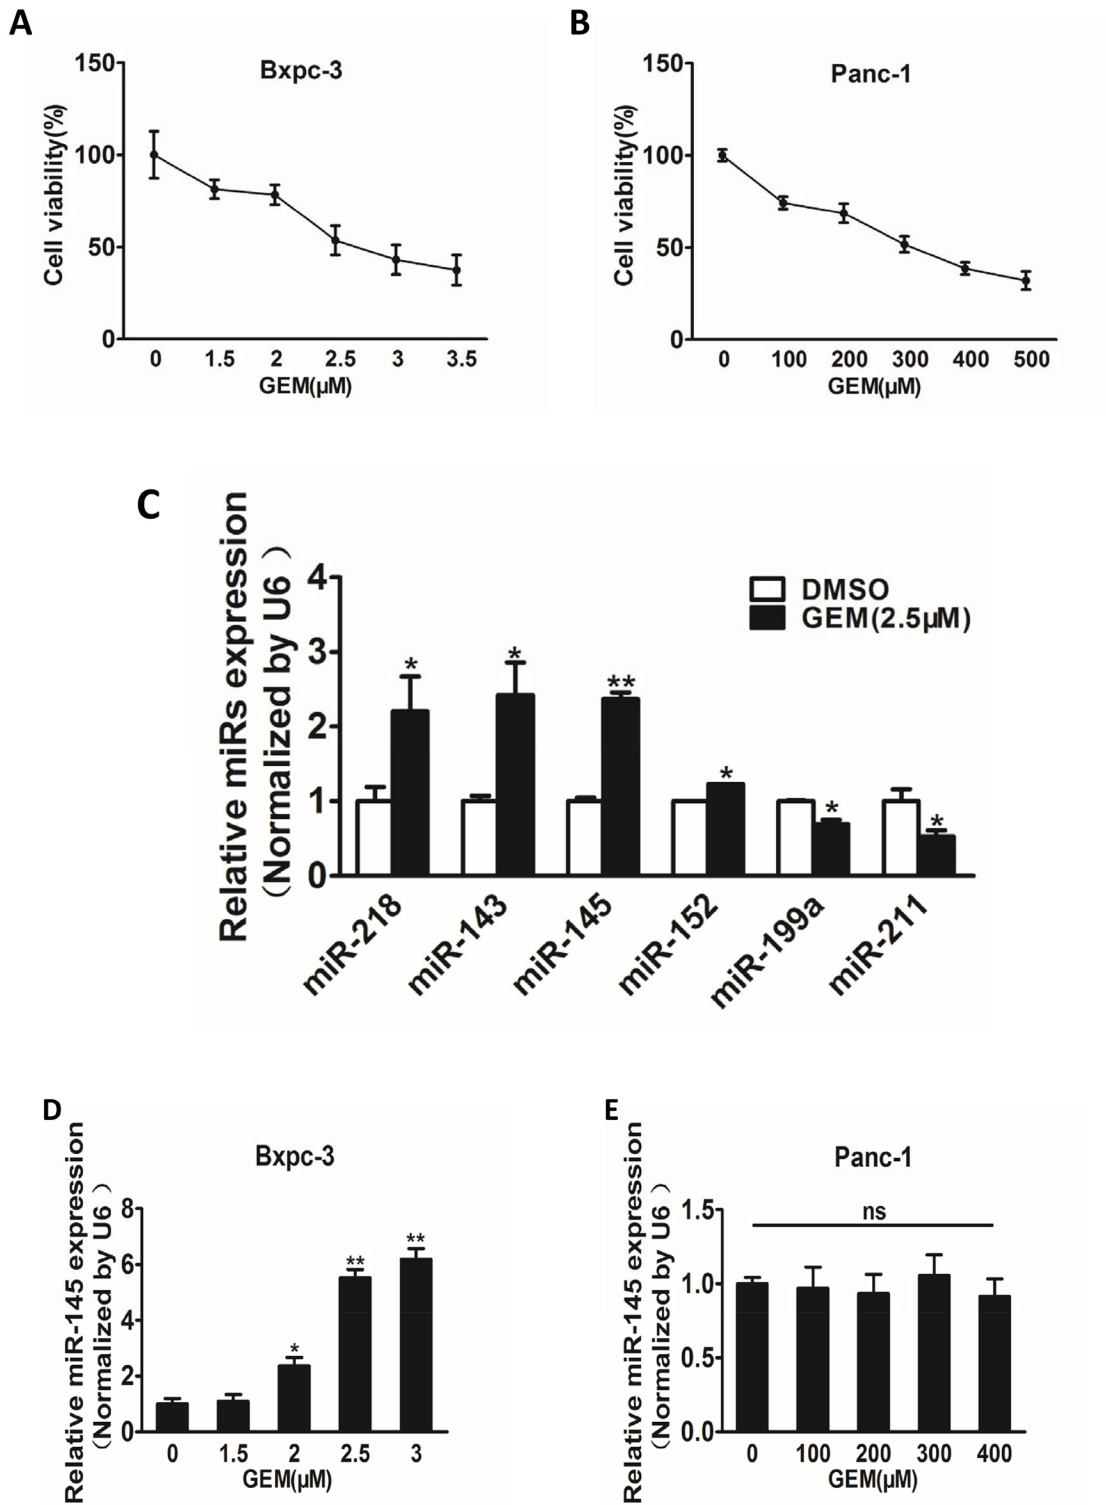 A
Bxpc-3
Cell viability(%)
150
100
50
0
0 1.5 2 2.5 3 3.5
GEM(µM)
B
Panc-1
Cell viability(%)
150
100
50
0
0 100 200 300 400 500
GEM(µM)
C
Relative miRs expression
(Normalized by U6 )
4
3
2
1
0
DMSO
GEM(2.5µM)
* * ** * * *
miR-218 miR-143 miR-145 miR-152 miR-199a miR-211
D
Bxpc-3
Relative miR-145 expression
(Normalized by U6 )
8
6
4
2
0
* ** **
0 1.5 2 2.5 3
GEM(µM)
E
Panc-1
Relative miR-145 expression
(Normalized by U6 )
1.5
1.0
0.5
0.0
ns
0 100 200 300 400
GEM(µM)